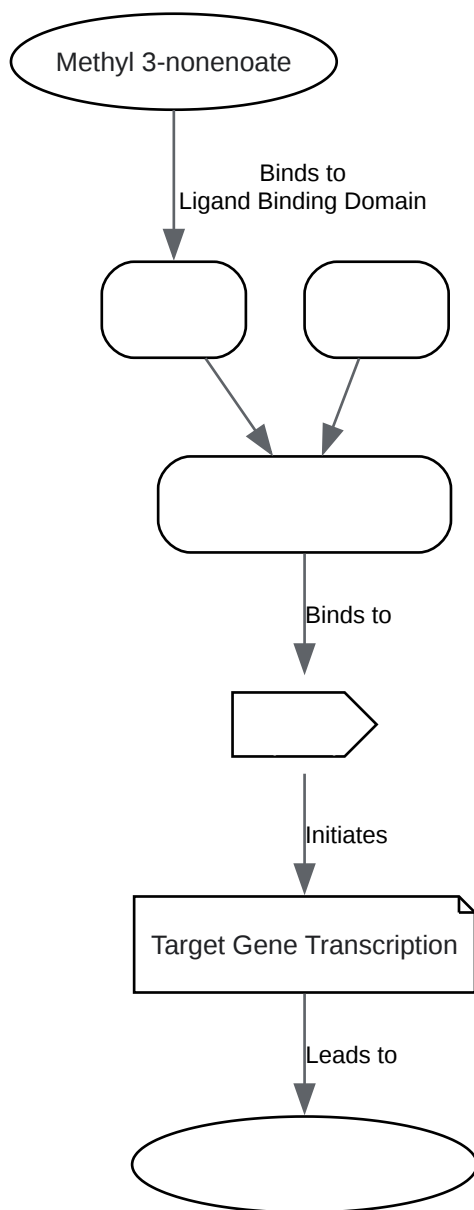 Methyl 3-nonenoate
Binds to
Ligand Binding Domain
Binds to
Initiates
Target Gene Transcription
Leads to